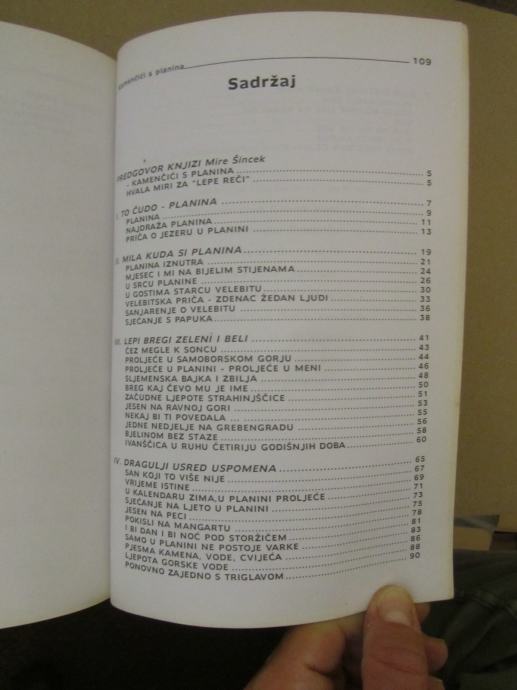 Kamenčići s planina 109
Sadržaj
PREDGOVOR KNJIZI Mire Šincek
- KAMENČIĆI S PLANINA 5
HVALA MIRI ZA "LEPE REČI" 5
I. TO ČUDO - PLANINA 7
PLANINA 9
NAJDRAŽA PLANINA 11
PRIČA O JEZERU U PLANINI 13
II. MILA KUDA SI PLANINA 19
PLANINA IZNUTRA 21
MJESEC I MI NA BIJELIM STIJENAMA 24
U SRCU PLANINE 26
U GOSTIMA STARCU VELEBITU 30
VELEBITSKA PRIČA - ZDENAC ŽEDAN LJUDI 33
SANJARENJE O VELEBITU 36
SJEĆANJE S PAPUKA 38
III. LEPI BREGI ZELENI I BELI 41
ČEZ MEGLE K SONCU 43
PROLJEĆE U SAMOBORSKOM GORJU 44
PROLJEĆE U PLANINI - PROLJEĆE U MENI 46
SLJEMENSKA BAJKA I ZBILJA 48
BREG KAJ ČEVO MU JE IME 50
ZAČUDNE LJEPOTE STRAHINJŠČICE 51
JESEN NA RAVNOJ GORI 53
NEKAJ BI TI POVEDALA ... 55
JEDNE NEDJELJE NA GREBENGRADU 56
BJELINOM BEZ STAZE 58
IVANŠČICA U RUHU ČETIRIJU GODIŠNJIH DOBA 60
IV. DRAGULJI USRED USPOMENA 65
SAN KOJI TO VIŠE NIJE 67
VRIJEME ISTINE 69
U KALENDARU ZIMA,U PLANINI PROLJEĆE 71
SJEĆANJE NA LJETO U PLANINI 73
JESEN NA PECI 75
POKISLI NA MANGARTU 78
I BI DAN I BI NOĆ POD STORŽIČEM 81
SAMO U PLANINI NE POSTOJE VARKE 83
PJESMA KAMENA, VODE, CVIJEĆA 86
LJEPOTA GORSKE VODE 88
PONOVNO ZAJEDNO S TRIGLAVOM 90